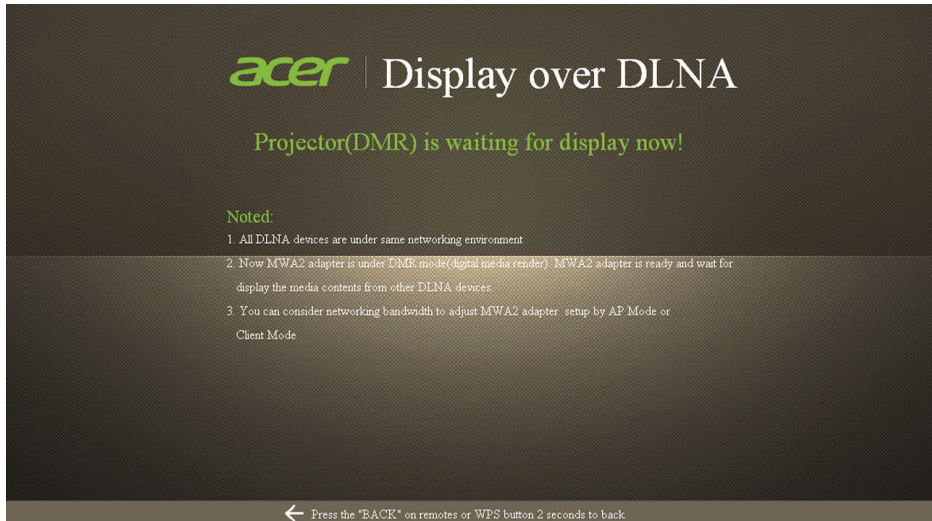 acer | Display over DLNA
Projector(DMR) is waiting for display now!
Noted:
1. All DLNA devices are under same networking environment
2. Now MWA2 adapter is under DMR mode(digital media render). MWA2 adapter is ready and wait for
display the media contents from other DLNA devices.
3. You can consider networking bandwidth to adjust MWA2 adapter setup by AP Mode or
Client Mode
← Press the "BACK" on remotes or WPS button 2 seconds to back